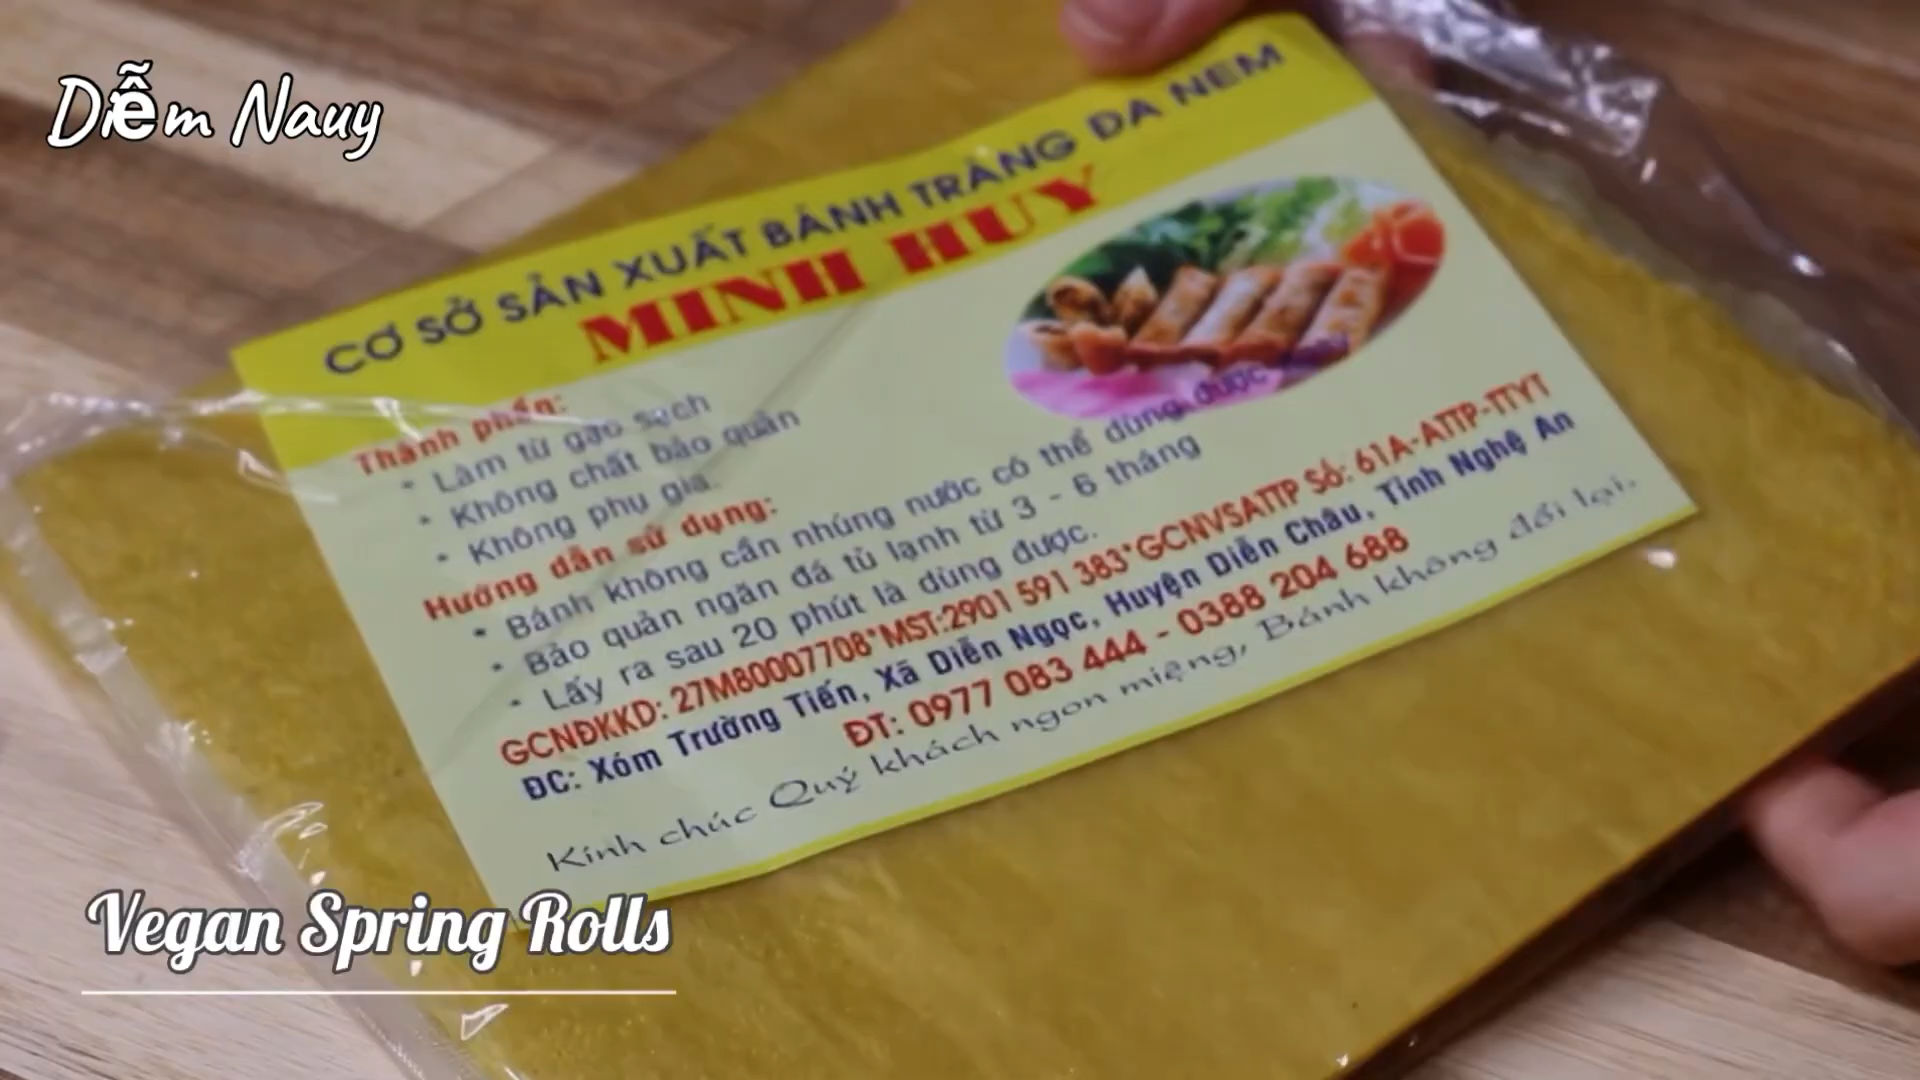 Diễm Nauy
CƠ SỞ SẢN XUẤT BÁNH TRÁNG ĐA NEM
MINH HUY
Thành phần:
• Làm từ gạo sạch
• Không chất bảo quản
• Không phụ gia.
Hướng dẫn sử dụng:
• Bánh không cần nhúng nước có thể dùng được
• Bảo quản ngăn đá tủ lạnh từ 3 - 6 tháng
• Lấy ra sau 20 phút là dùng được.
GCNĐKKD: 27M80007708*MST:2901 591 383*GCNVSATTP Số: 61A-ATTP-TTYT
ĐC: Xóm Trường Tiến, Xã Diễn Ngọc, Huyện Diễn Châu, Tỉnh Nghệ An
ĐT: 0977 083 444 - 0388 204 688
Kính chúc Quý khách ngon miệng, Bánh không đổi lại.
Vegan Spring Rolls